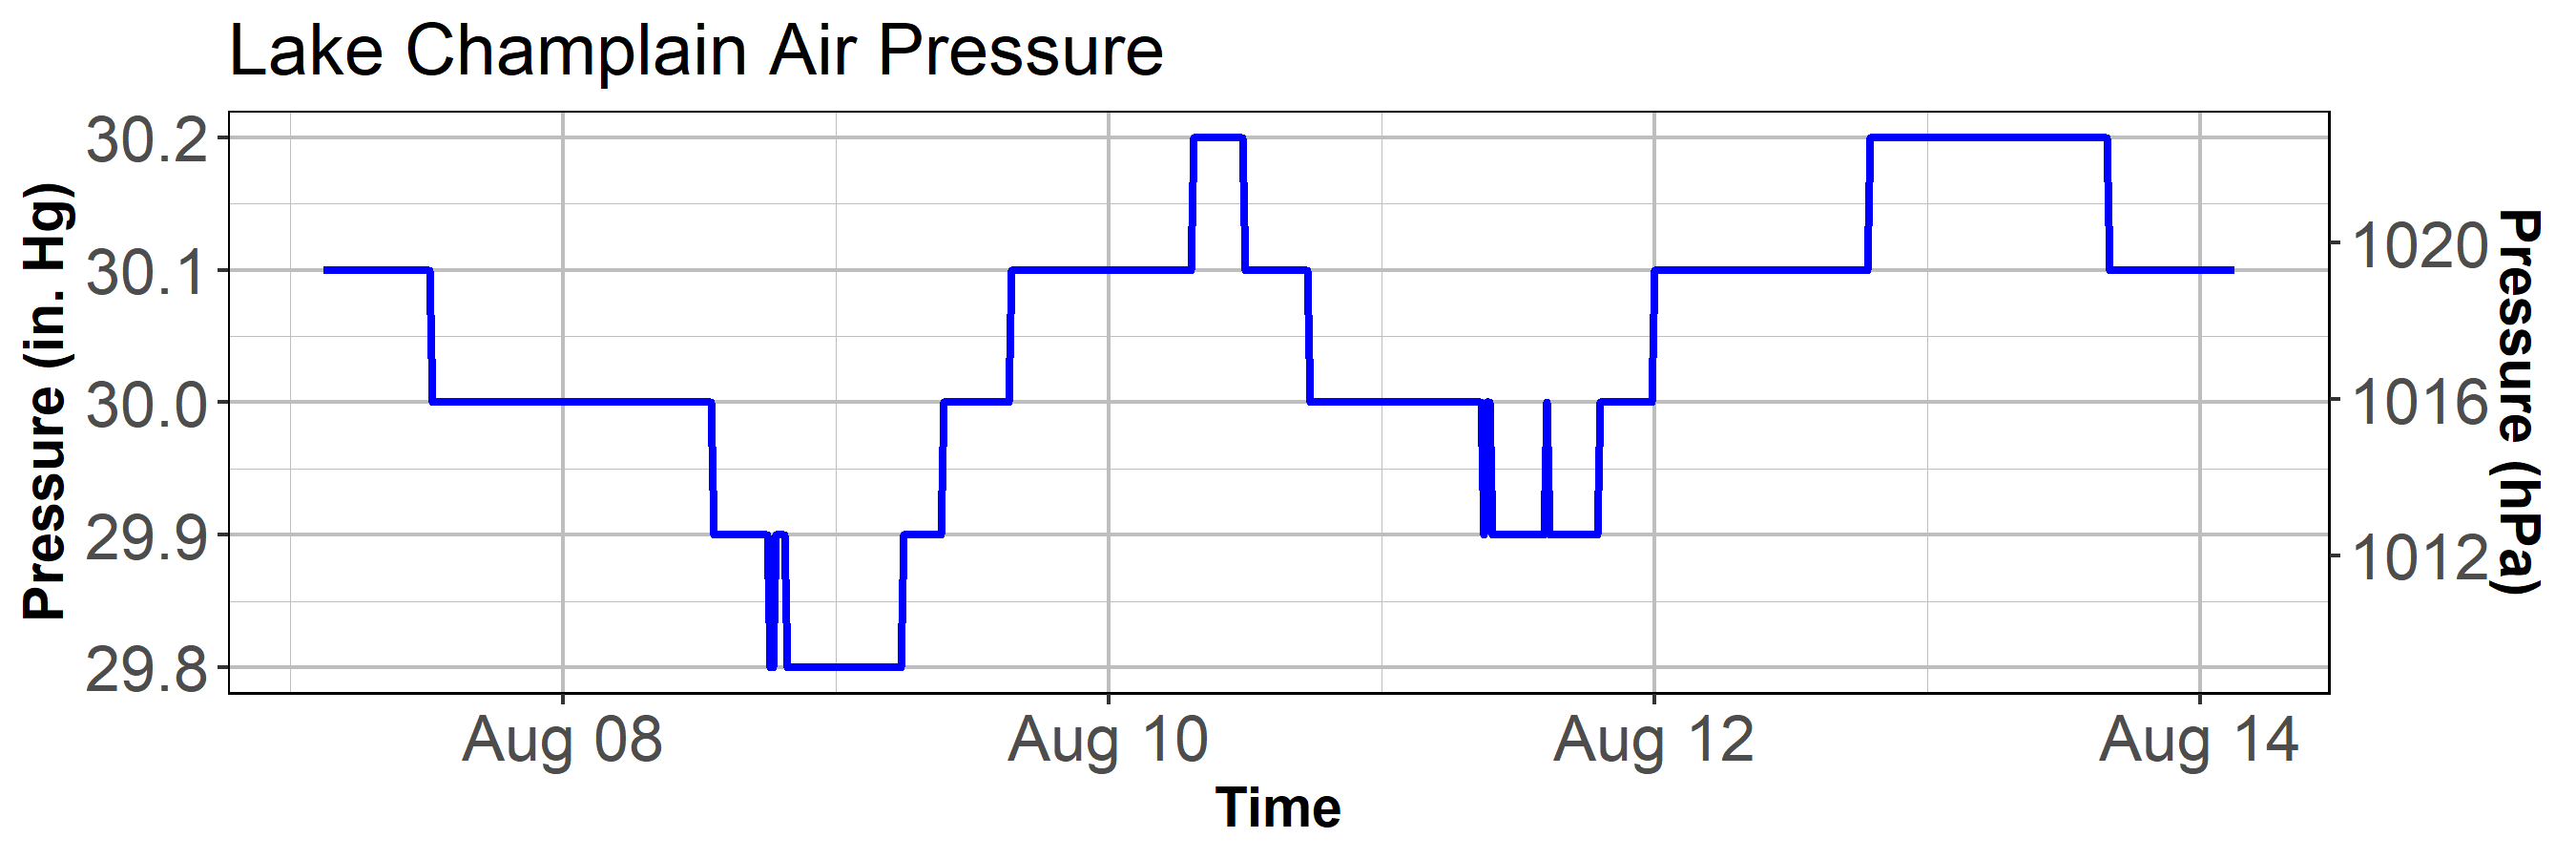 Lake Champlain Air Pressure
Pressure (in. Hg)
30.2
30.1
30.0
29.9
29.8
1020
1016
1012
Pressure (hPa)
Aug 08 Aug 10 Aug 12 Aug 14
Time